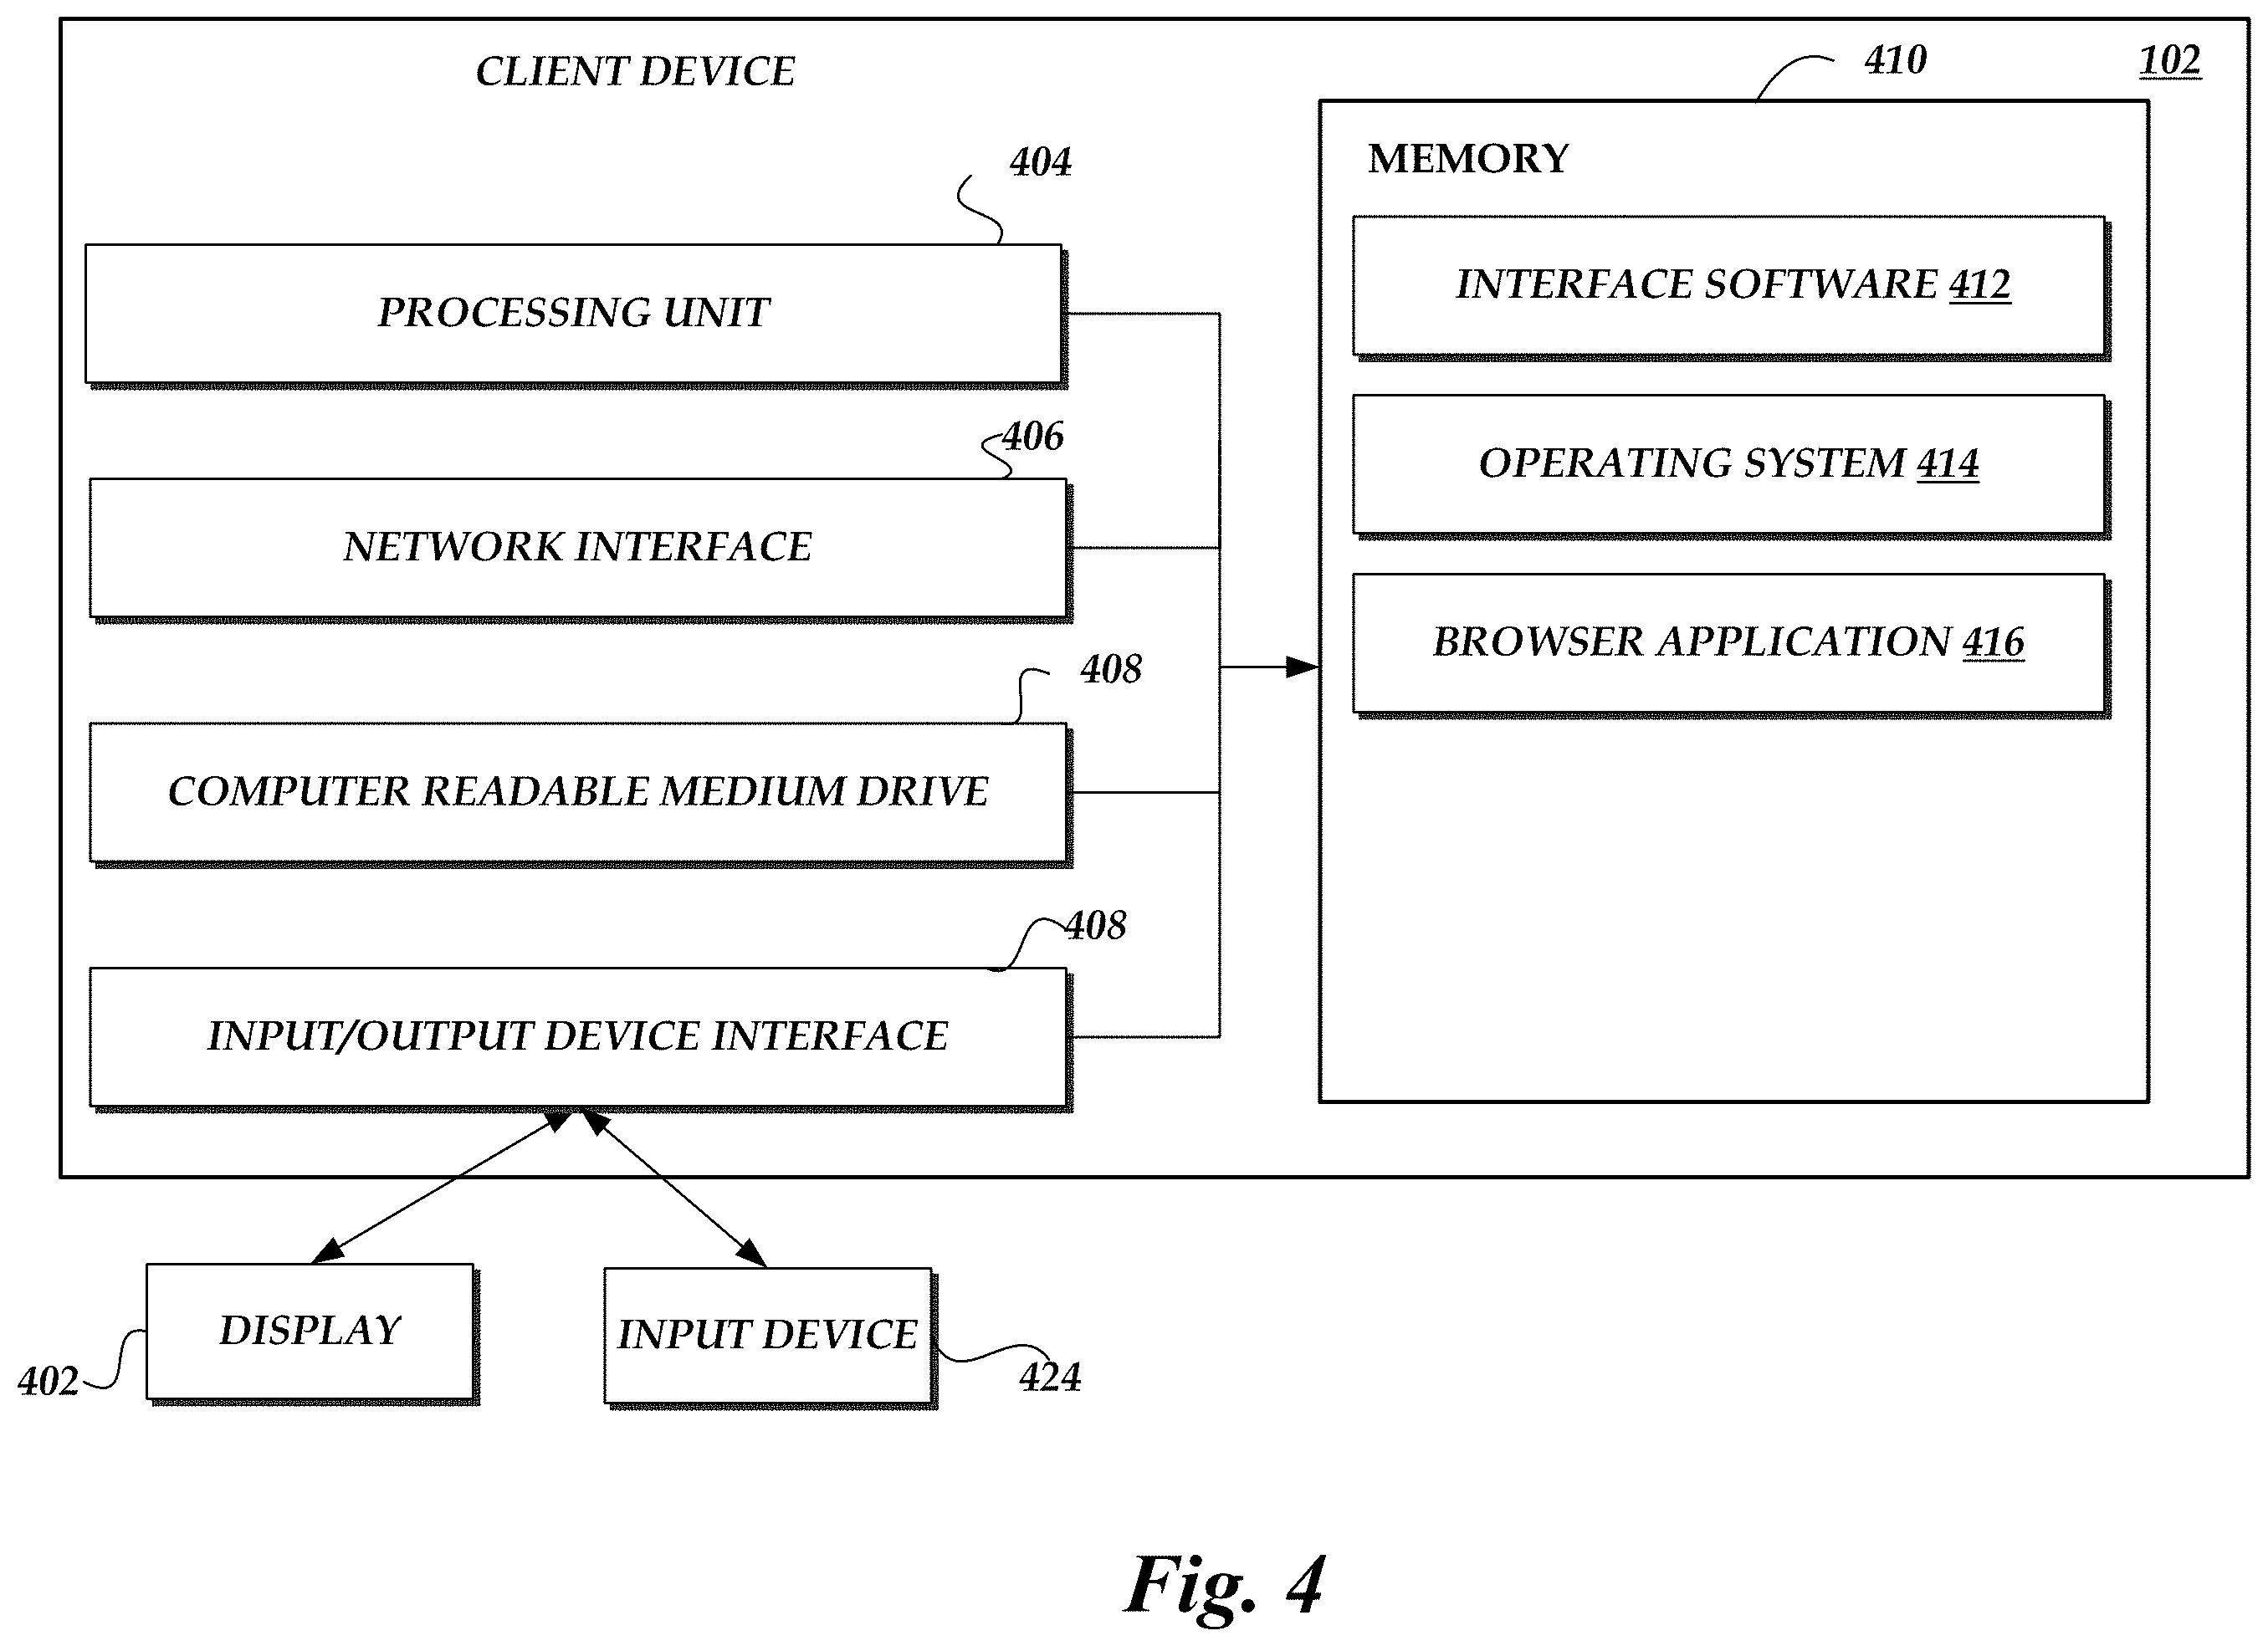 CLIENT DEVICE
410
102
404
MEMORY
PROCESSING UNIT
INTERFACE SOFTWARE 412
406
NETWORK INTERFACE
OPERATING SYSTEM 414
408
BROWSER APPLICATION 416
COMPUTER READABLE MEDIUM DRIVE
408
INPUT/OUTPUT DEVICE INTERFACE
DISPLAY
INPUT DEVICE
402
424
Fig. 4